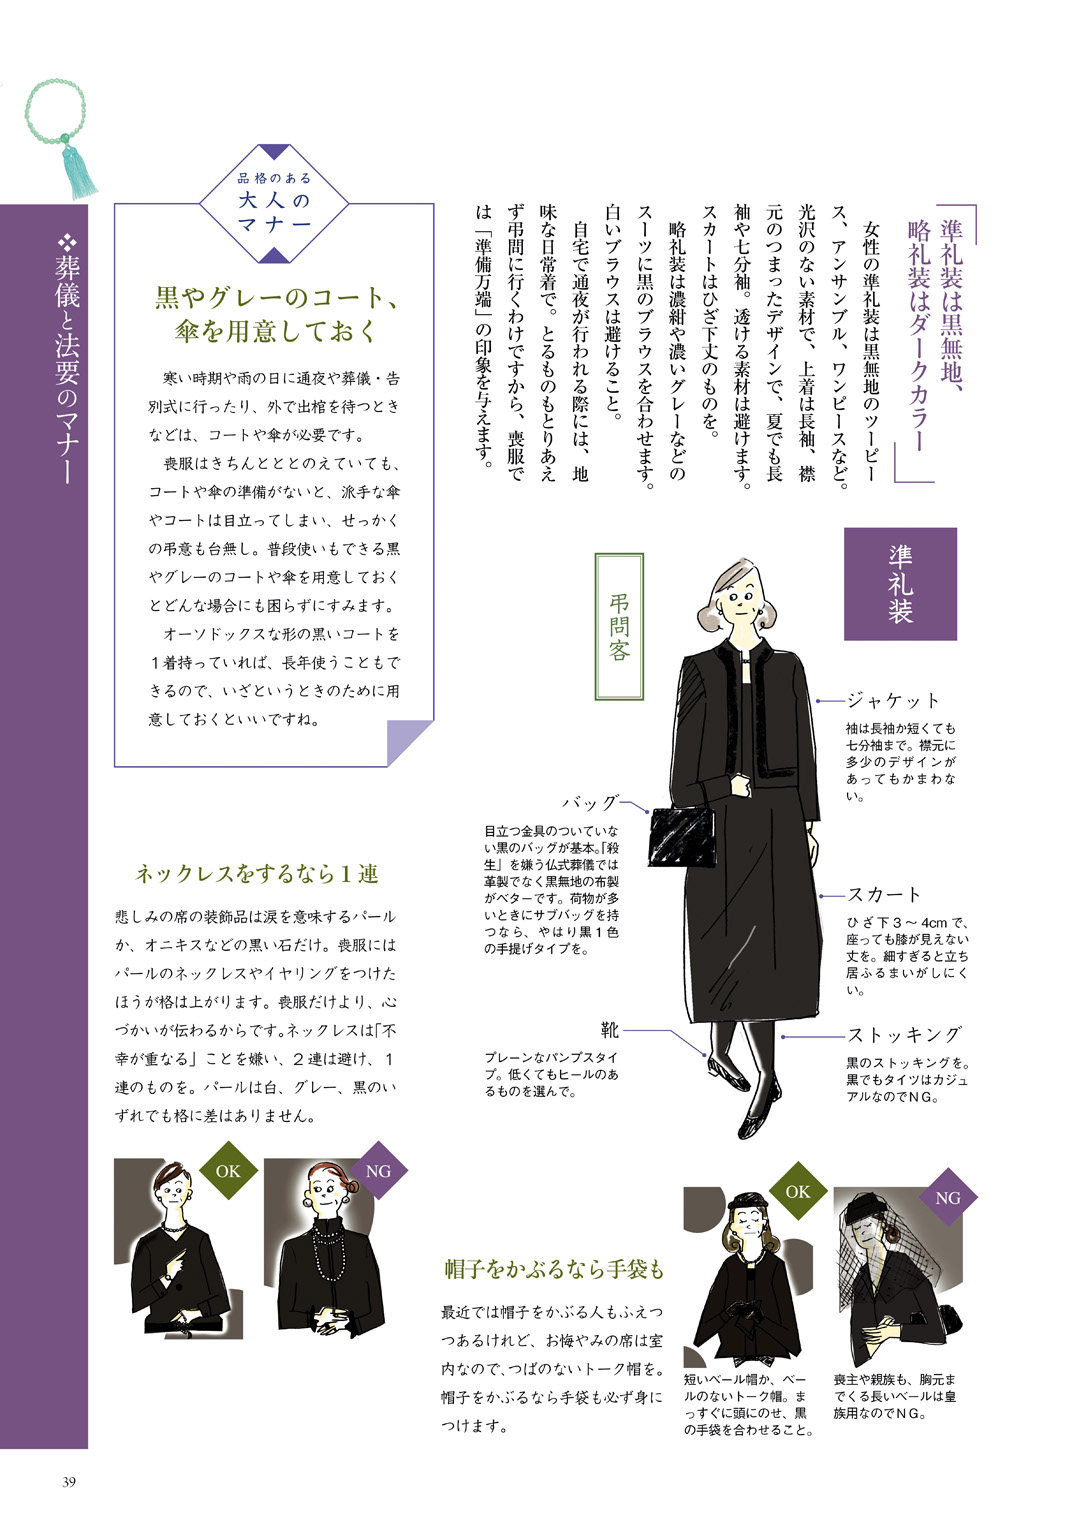 準礼装は黒無地、
略礼装はダークカラー
女性の準礼装は黒無地のツーピー
ス、アンサンブル、ワンピースなど。
光沢のない素材で、上着は長袖、襟
元のつまったデザインで、夏でも長
袖や七分袖。透ける素材は避けます。
スカートはひざ下丈のものを。
略礼装は濃紺や濃いグレーなどの
スーツに黒のブラウスを合わせます。
白いブラウスは避けること。
自宅で通夜が行われる際には、地
味な日常着で。とるものもとりあえ
ず弔問に行くわけですから、喪服で
は「準備万端」の印象を与えます。
品格のある
大人の
マナー
黒やグレーのコート、
傘を用意しておく
寒い時期や雨の日に通夜や葬儀・告
別式に行ったり、外で出棺を待つとき
などは、コートや傘が必要です。
喪服はきちんとととのえていても、
コートや傘の準備がないと、派手な傘
やコートは目立ってしまい、せっかく
の弔意も台無し。普段使いもできる黒
やグレーのコートや傘を用意しておく
とどんな場合にも困らずにすみます。
オーソドックスな形の黒いコートを
１着持っていれば、長年使うこともで
きるので、いざというときのために用
意しておくといいですね。
❖葬儀と法要のマナー
準礼装
弔問客
ジャケット
袖は長袖か短くても
七分袖まで。襟元に
多少のデザインが
あってもかまわな
い。
バッグ
目立つ金具のついていな
い黒のバッグが基本。「殺
生」を嫌う仏式葬儀では
革製でなく黒無地の布製
がベターです。荷物が多
いときにサブバッグを持
つなら、やはり黒１色
の手提げタイプを。
スカート
ひざ下３〜4cmで、
座っても膝が見えない
丈を。細すぎると立ち
居ふるまいがしにく
い。
靴
プレーンなパンプスタイ
プ。低くてもヒールのあ
るものを選んで。
ストッキング
黒のストッキングを。
黒でもタイツはカジュ
アルなのでＮＧ。
ネックレスをするなら１連
悲しみの席の装飾品は涙を意味するパール
か、オニキスなどの黒い石だけ。喪服には
パールのネックレスやイヤリングをつけた
ほうが格は上がります。喪服だけより、心
づかいが伝わるからです。ネックレスは「不
幸が重なる」ことを嫌い、２連は避け、１
連のものを。パールは白、グレー、黒のい
ずれでも格に差はありません。
OK
NG
帽子をかぶるなら手袋も
最近では帽子をかぶる人もふえつ
つあるけれど、お悔やみの席は室
内なので、つばのないトーク帽を。
帽子をかぶるなら手袋も必ず身に
つけます。
OK
短いベール帽か、ベー
ルのないトーク帽。ま
っすぐに頭にのせ、黒
の手袋を合わせること。
NG
喪主や親族も、胸元ま
でくる長いベールは皇
族用なのでＮＧ。
39